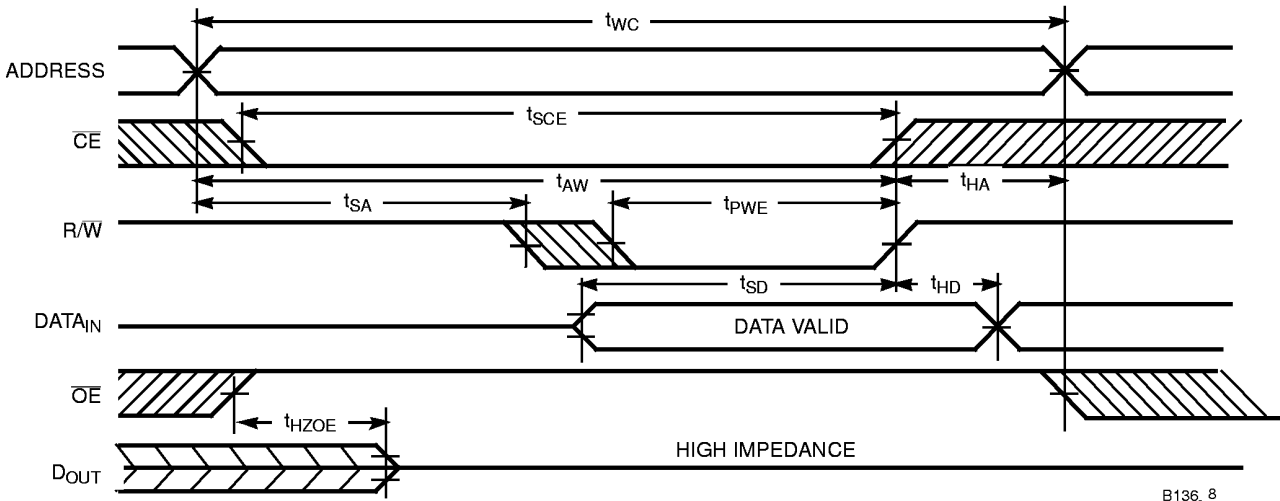 tWC
ADDRESS
tSCE
CE
tAW
tHA
tSA
tPWE
R/W
tSD
tHD
DATAIN
DATA VALID
OE
tHZOE
HIGH IMPEDANCE
DOUT
B136. 8